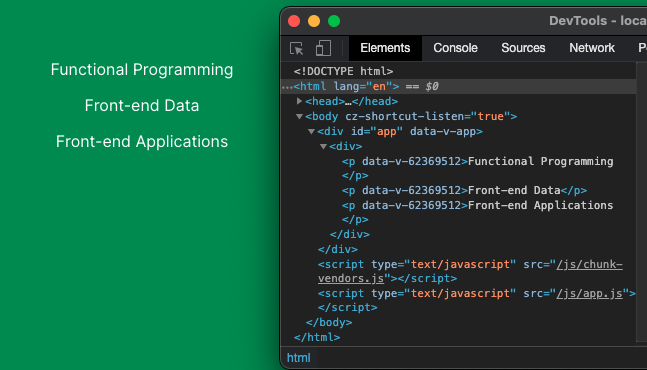 Functional Programming
Front-end Data
Front-end Applications
DevTools - loca
Elements Console Sources Network Pe
<!DOCTYPE html>
…<html lang="en"> == $0
<head>…</head>
<body cz-shortcut-listen="true">
<div id="app" data-v-app>
<div>
<p data-v-62369512>Functional Programming
</p>
<p data-v-62369512>Front-end Data</p>
<p data-v-62369512>Front-end Applications
</p>
</div>
</div>
<script type="text/javascript" src="/js/chunk-
vendors.js"></script>
<script type="text/javascript" src="/js/app.js">
</script>
</body>
</html>
html